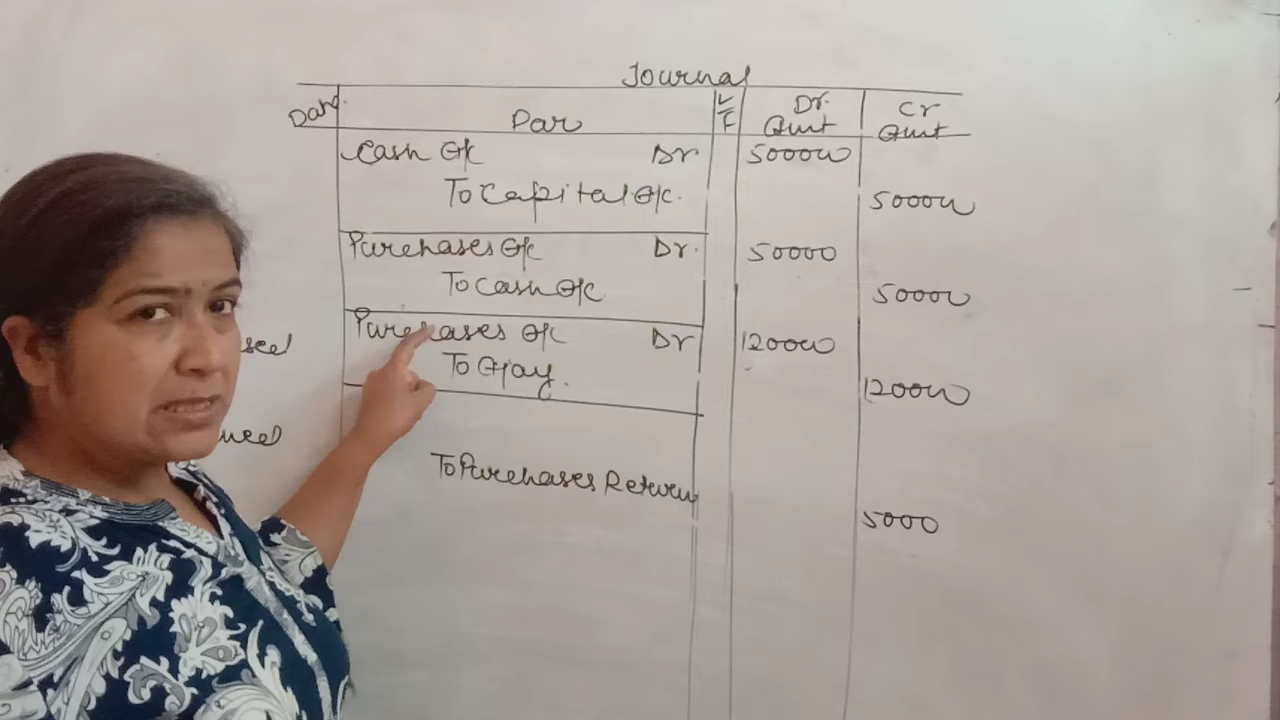 Journal
Date Par L/F Dr. Amt Cr Amt
Cash A/c Dr 50000
To Capital A/c. 50000
Purchases A/c Dr. 50000
To Cash A/c 50000
Purchases A/c Dr 12000
To Ajay. 12000
To Purchases Return
5000